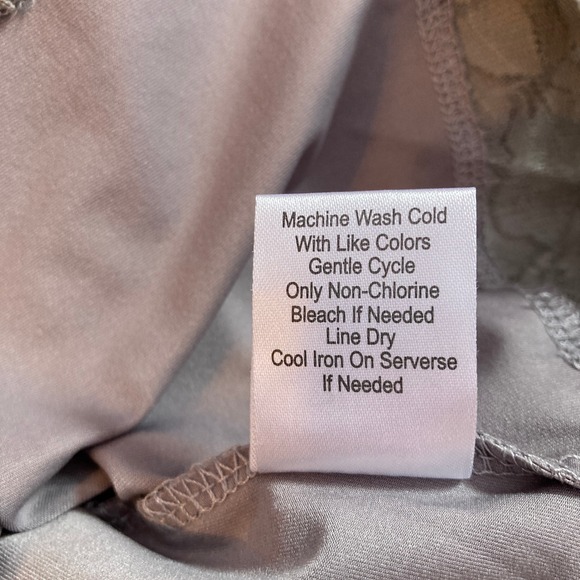 Machine Wash Cold
With Like Colors
Gentle Cycle
Only Non-Chlorine
Bleach If Needed
Line Dry
Cool Iron On Serverse
If Needed